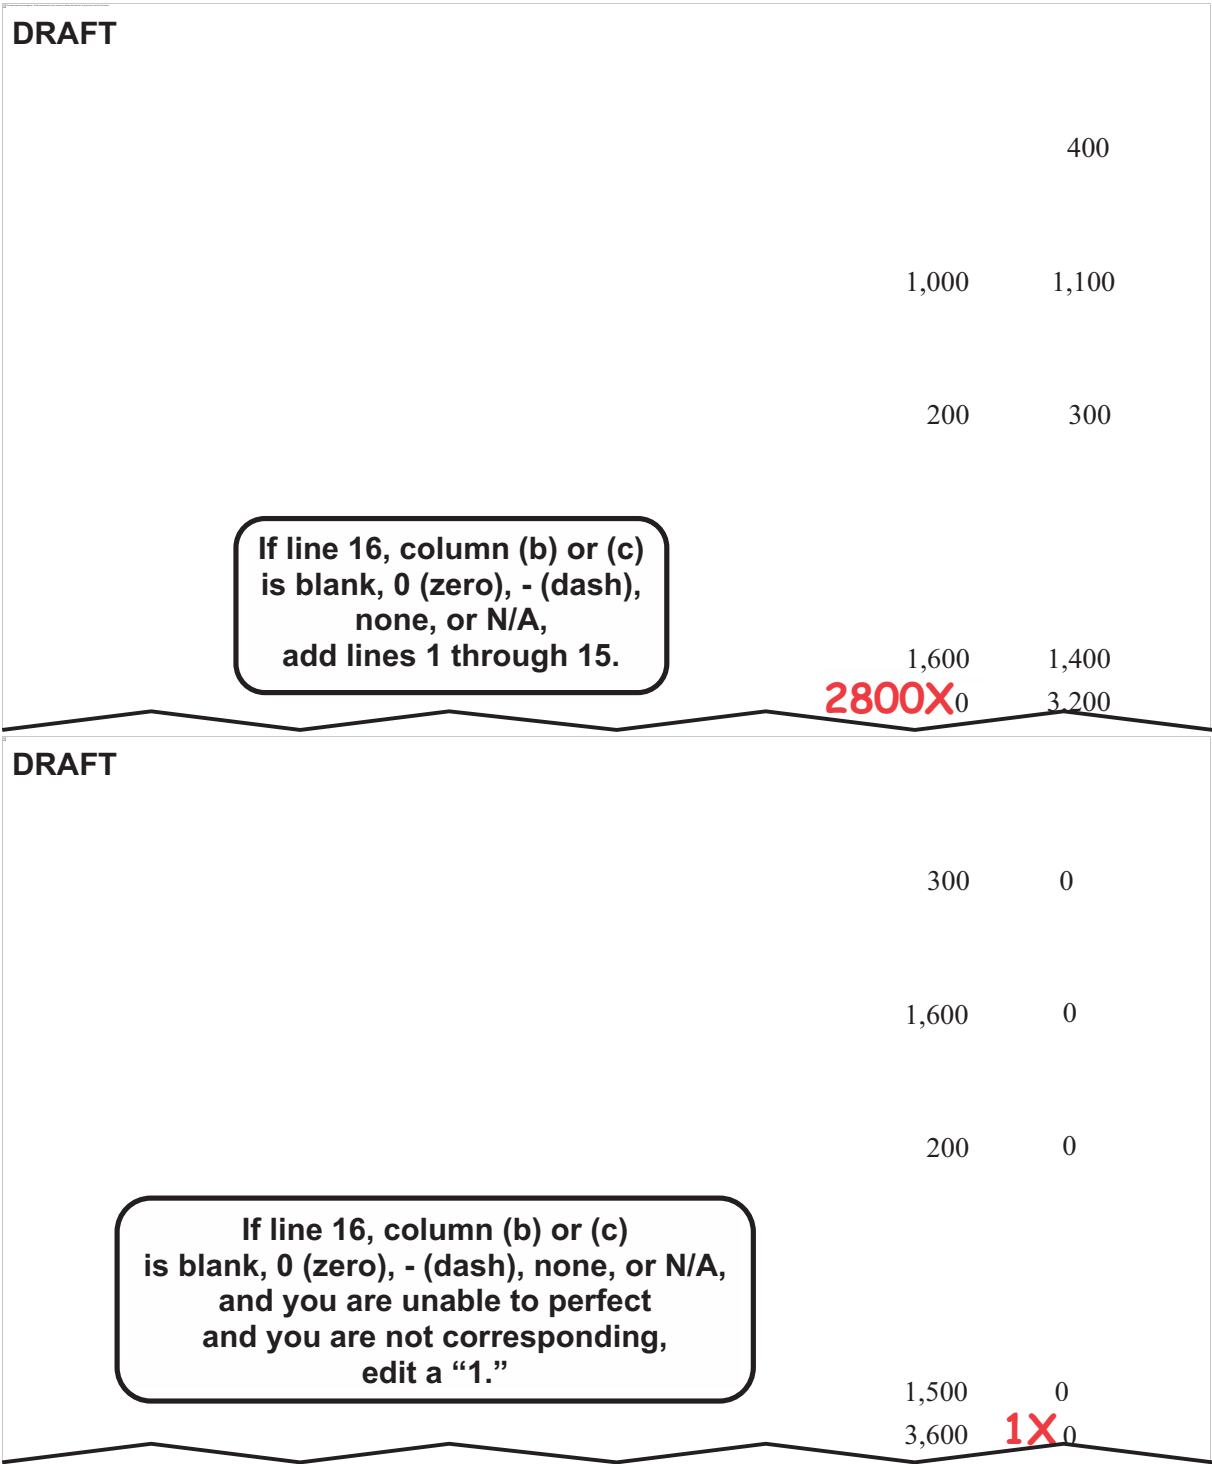 DRAFT
400
1,000 1,100
200 300
If line 16, column (b) or (c)
is blank, 0 (zero), - (dash),
none, or N/A,
add lines 1 through 15.
1,600 1,400
2800X0 3,200
DRAFT
300 0
1,600 0
200 0
If line 16, column (b) or (c)
is blank, 0 (zero), - (dash), none, or N/A,
and you are unable to perfect
and you are not corresponding,
edit a “1.”
1,500 0
3,600 1X 0